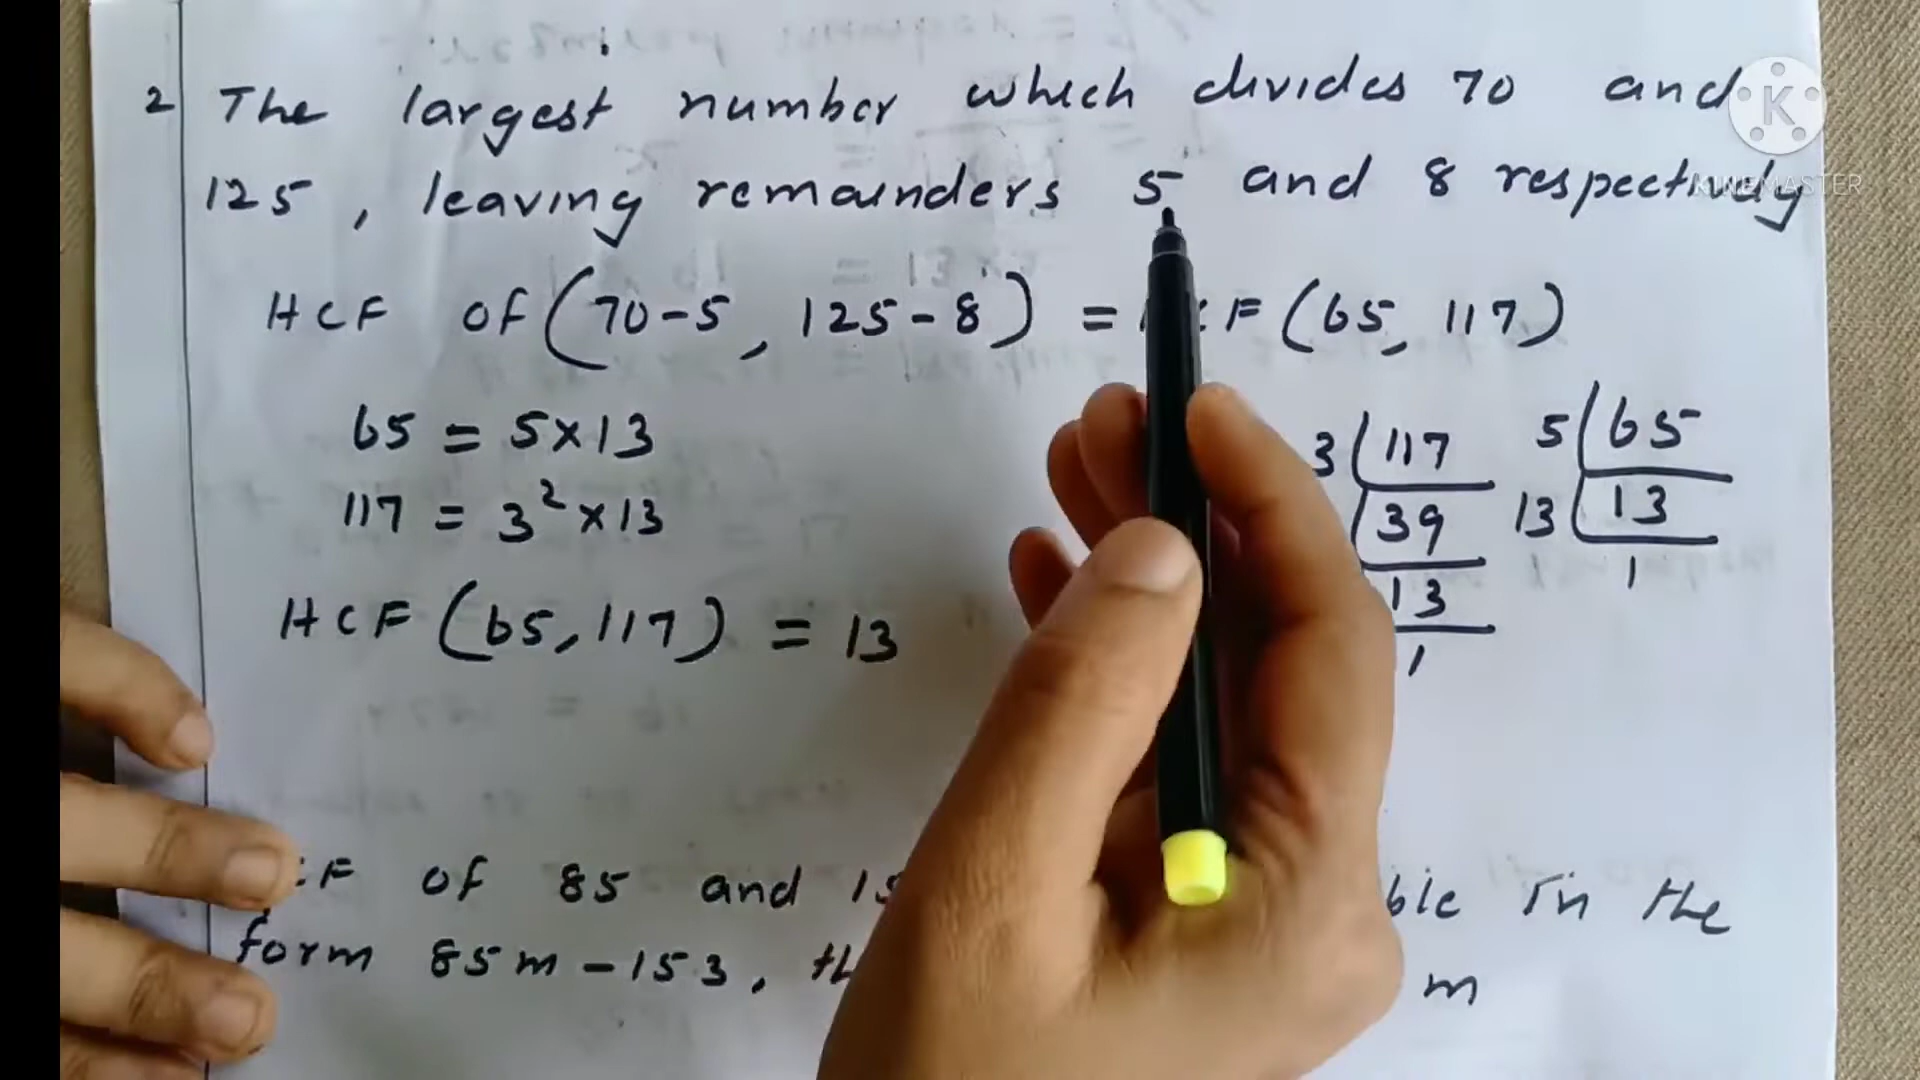 2 The largest number which divides 70 and
125, leaving remainders 5 and 8 respectively
HCF of (70-5, 125-8) = F (65, 117)
65 = 5×13
117 = 3²×13
HCF (65, 117) = 13
3 117
39
13
1
5 65
13 13
1
F of 85 and in the
form 85m - 153, m
K
KINEMASTER